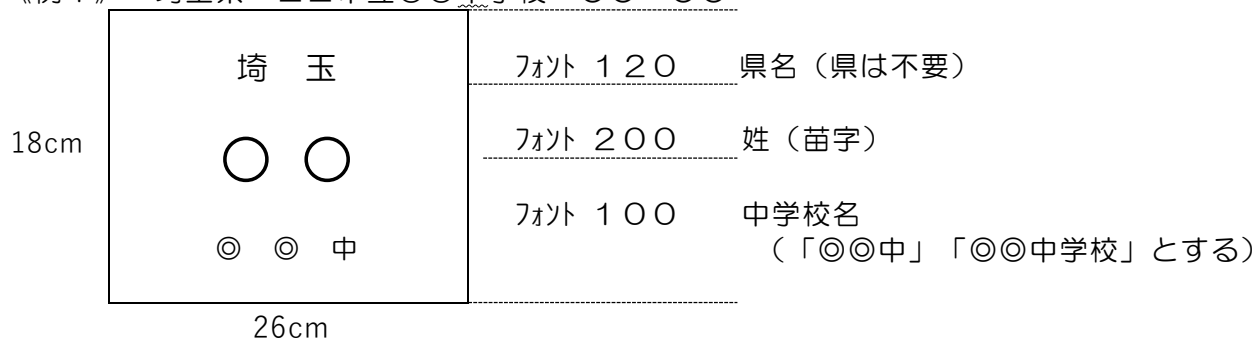 埼　玉　ﾌｫﾝﾄ １２０　県名（県は不要）
18cm　〇　〇　ﾌｫﾝﾄ ２００　姓（苗字）
ﾌｫﾝﾄ １００　中学校名
◎　◎　中　（「◎◎中」「◎◎中学校」とする）
26cm